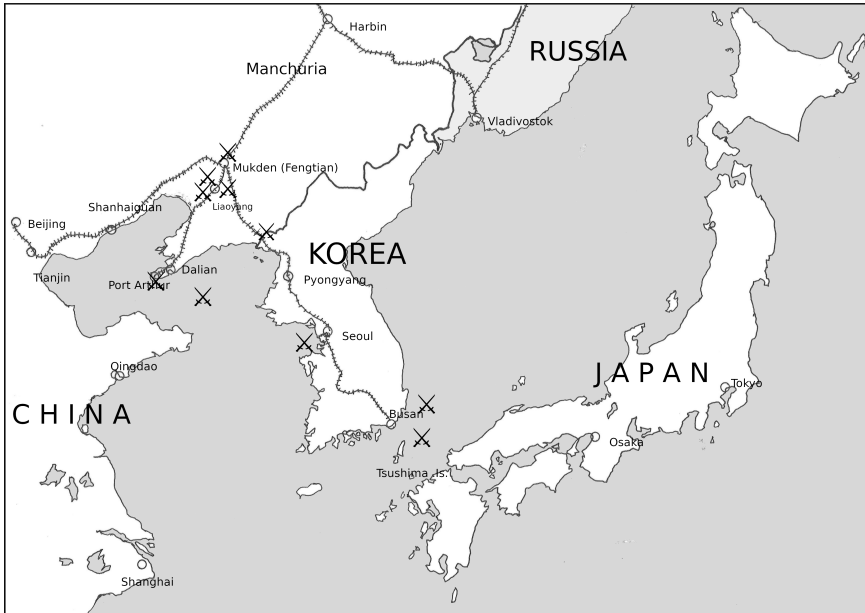 Harbin
RUSSIA
Manchuria
Vladivostok
Mukden (Fengtian)
Shanhaiguan
Liaoyang
Beijing
KOREA
Dalian
Tianjin
Port Arthur
Pyongyang
Seoul
Qingdao
JAPAN
Tokyo
CHINA
Busan
Osaka
Tsushima Is.
Shanghai